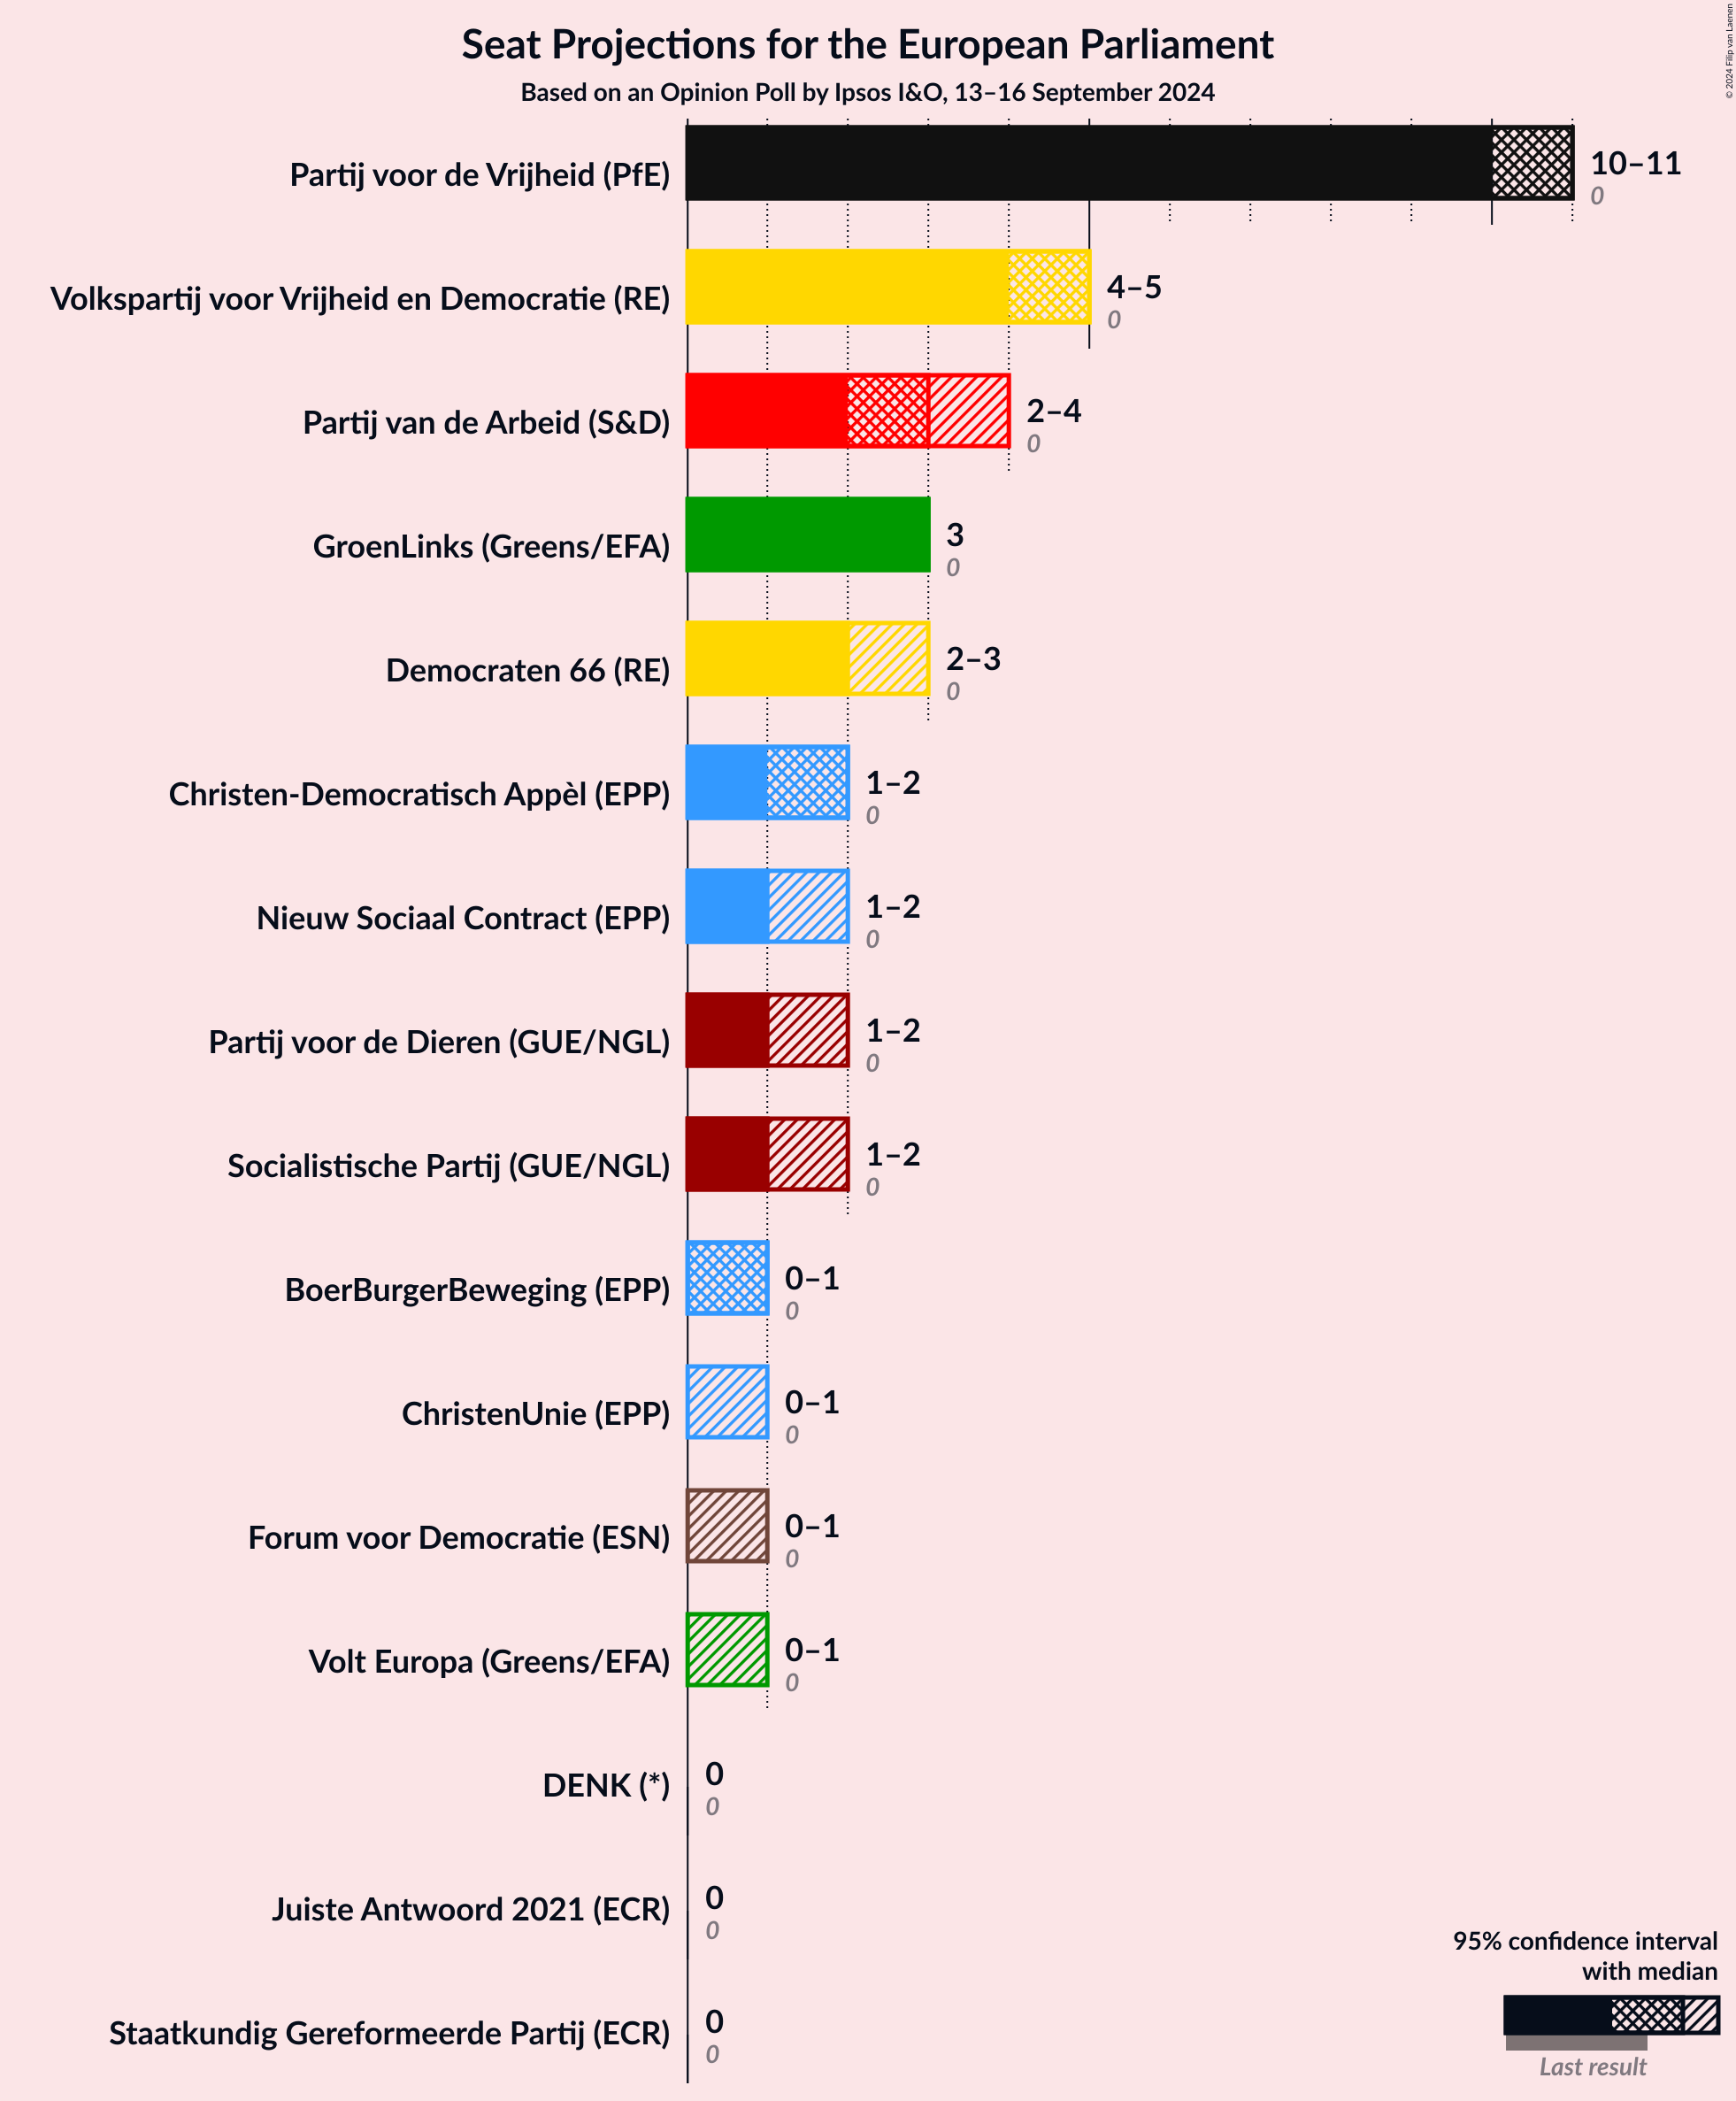 Seat Projections for the European Parliament
Based on an Opinion Poll by Ipsos I&O, 13–16 September 2024
© 2024 Filip van Laenen
Partij voor de Vrijheid (PfE)
10–11
0
Volkspartij voor Vrijheid en Democratie (RE)
4–5
0
Partij van de Arbeid (S&D)
2–4
0
GroenLinks (Greens/EFA)
3
0
Democraten 66 (RE)
2–3
0
Christen-Democratisch Appèl (EPP)
1–2
0
Nieuw Sociaal Contract (EPP)
1–2
0
Partij voor de Dieren (GUE/NGL)
1–2
0
Socialistische Partij (GUE/NGL)
1–2
0
BoerBurgerBeweging (EPP)
0–1
0
ChristenUnie (EPP)
0–1
0
Forum voor Democratie (ESN)
0–1
0
Volt Europa (Greens/EFA)
0–1
0
DENK (*)
0
0
Juiste Antwoord 2021 (ECR)
0
0
Staatkundig Gereformeerde Partij (ECR)
0
0
95% confidence interval
with median
Last result